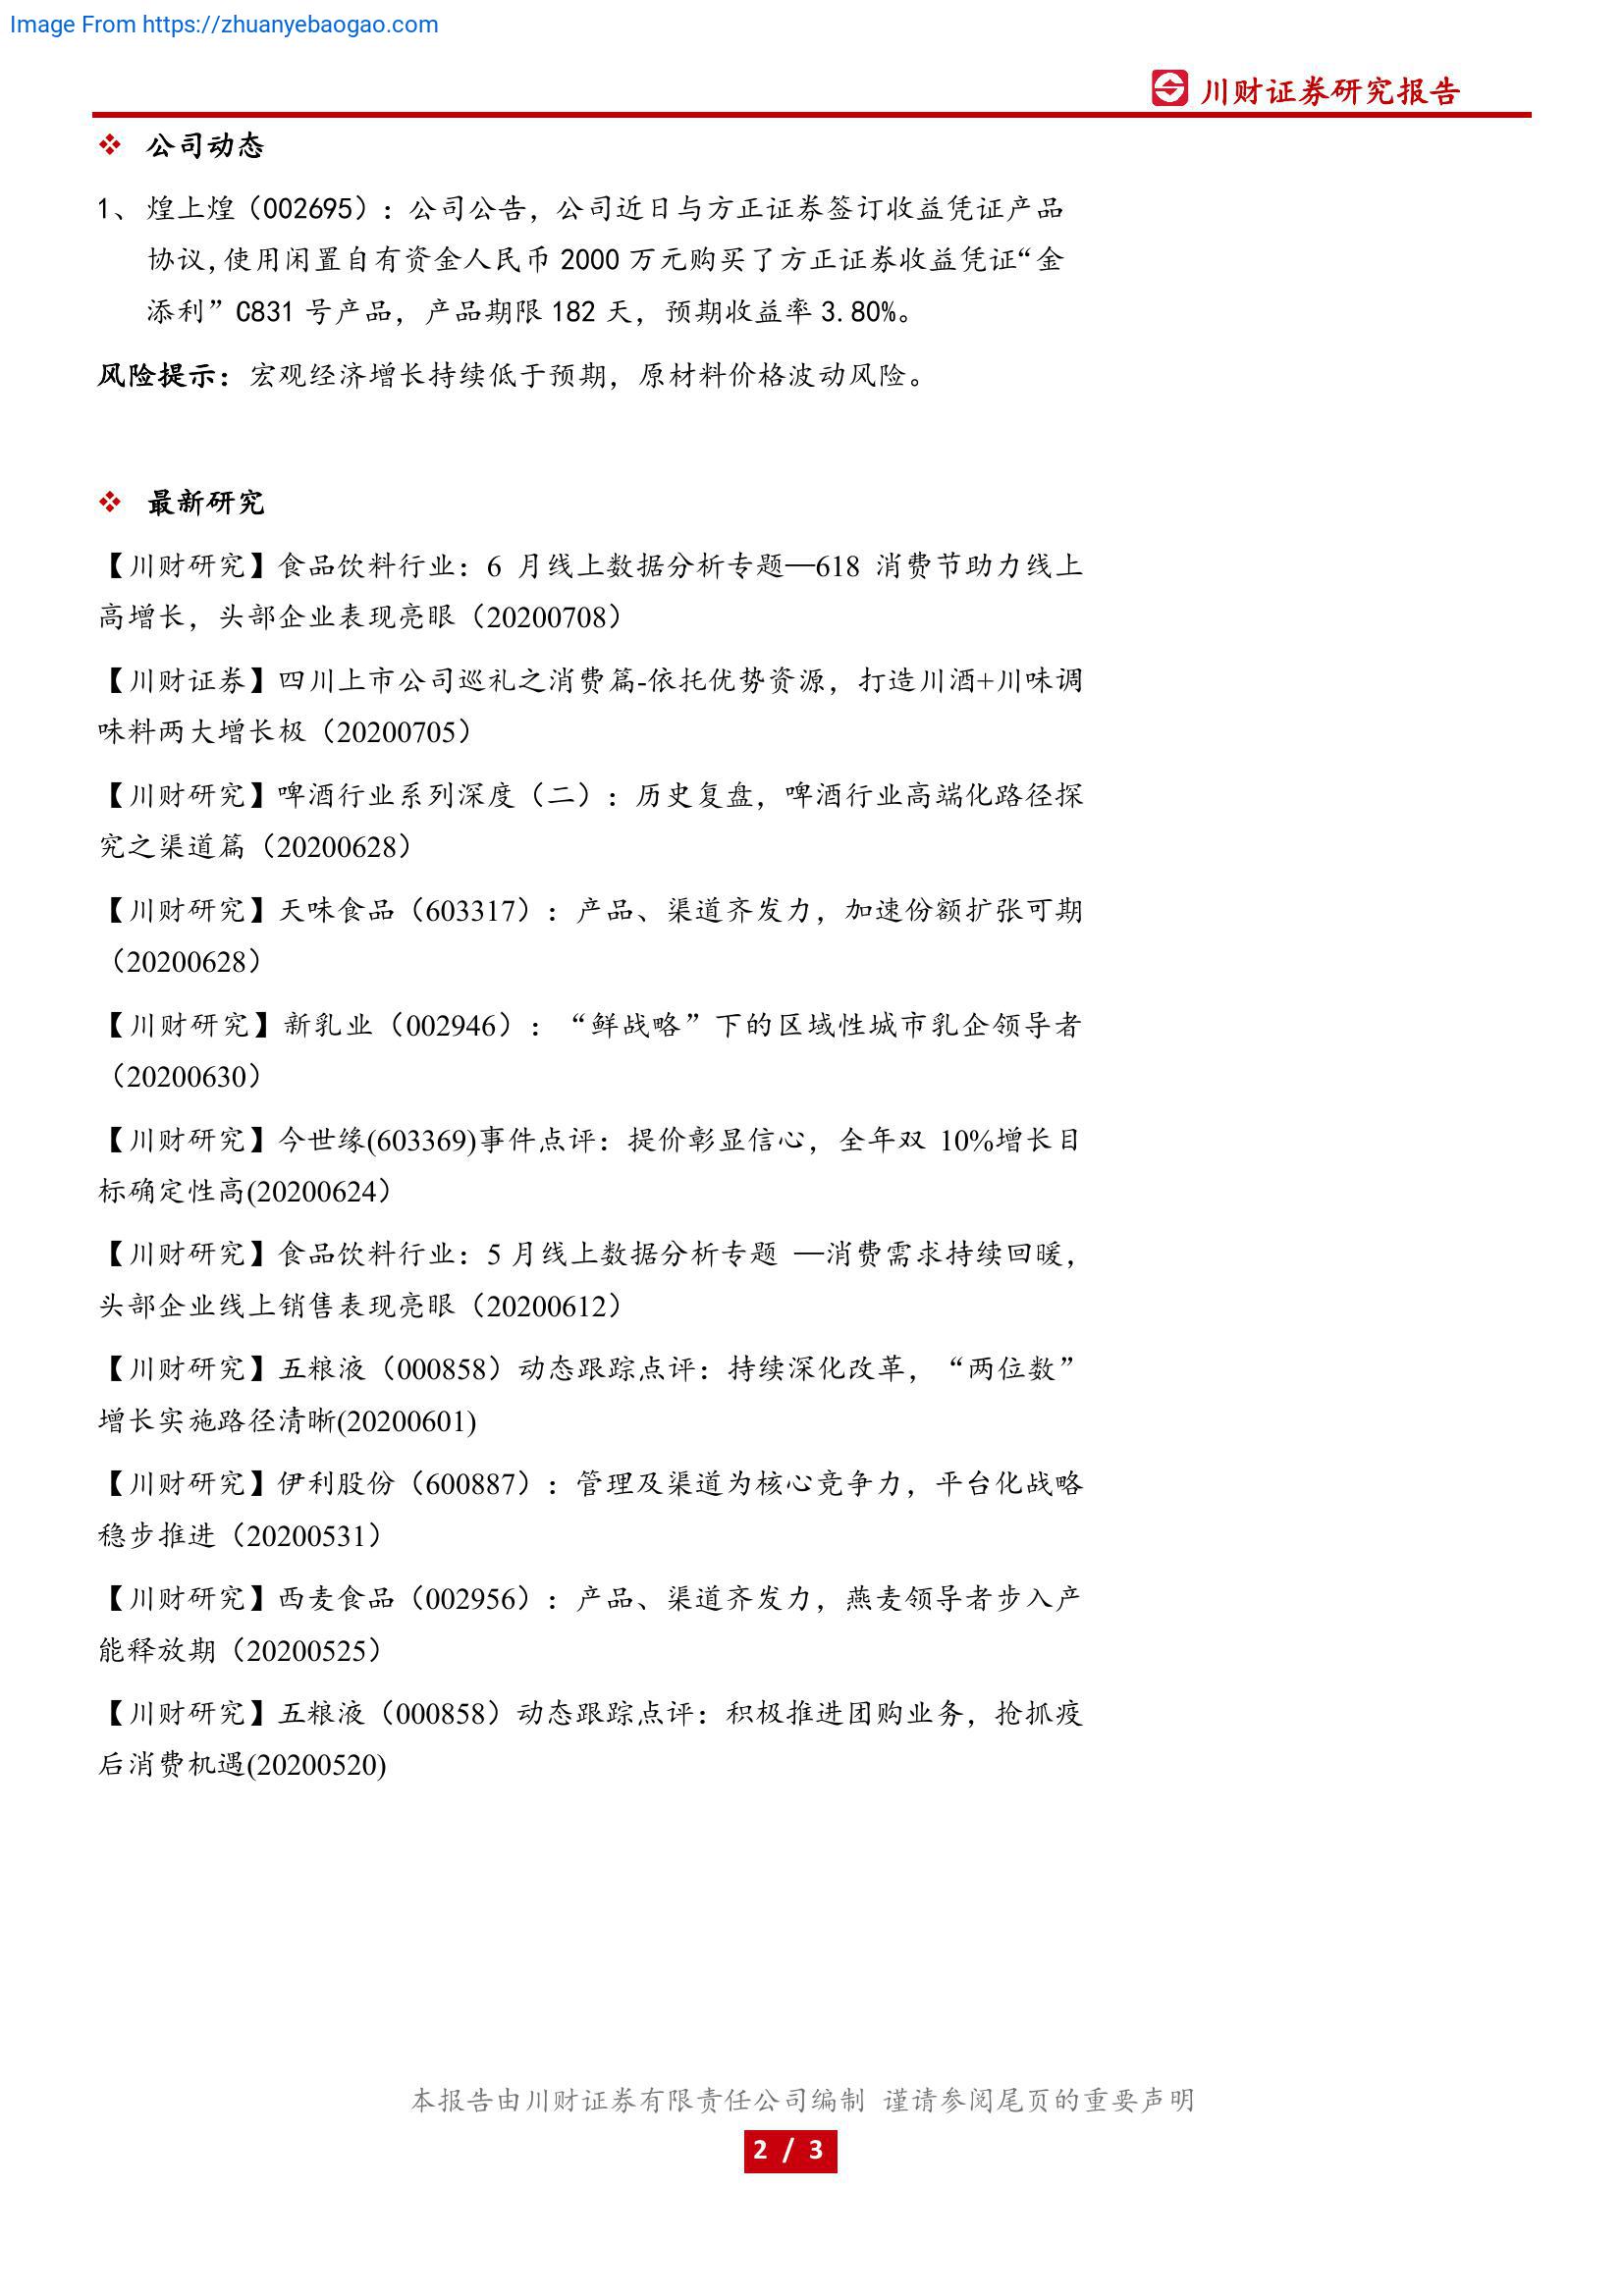 Image From https://zhuanyebaogao.com
川财证券研究报告
❖ 公司动态
1、 煌上煌（002695）：公司公告，公司近日与方正证券签订收益凭证产品
协议,使用闲置自有资金人民币 2000 万元购买了方正证券收益凭证“金
添利”C831 号产品，产品期限 182 天，预期收益率 3.80%。
风险提示：宏观经济增长持续低于预期，原材料价格波动风险。
❖ 最新研究
【川财研究】食品饮料行业：6 月线上数据分析专题—618 消费节助力线上
高增长，头部企业表现亮眼（20200708）
【川财证券】四川上市公司巡礼之消费篇-依托优势资源，打造川酒+川味调
味料两大增长极（20200705）
【川财研究】啤酒行业系列深度（二）：历史复盘，啤酒行业高端化路径探
究之渠道篇（20200628）
【川财研究】天味食品（603317）：产品、渠道齐发力，加速份额扩张可期
（20200628）
【川财研究】新乳业（002946）：“鲜战略”下的区域性城市乳企领导者
（20200630）
【川财研究】今世缘(603369)事件点评：提价彰显信心，全年双 10%增长目
标确定性高(20200624）
【川财研究】食品饮料行业：5 月线上数据分析专题 —消费需求持续回暖，
头部企业线上销售表现亮眼（20200612）
【川财研究】五粮液（000858）动态跟踪点评：持续深化改革，“两位数”
增长实施路径清晰(20200601)
【川财研究】伊利股份（600887）：管理及渠道为核心竞争力，平台化战略
稳步推进（20200531）
【川财研究】西麦食品（002956）：产品、渠道齐发力，燕麦领导者步入产
能释放期（20200525）
【川财研究】五粮液（000858）动态跟踪点评：积极推进团购业务，抢抓疫
后消费机遇(20200520)
本报告由川财证券有限责任公司编制 谨请参阅尾页的重要声明
2 / 3